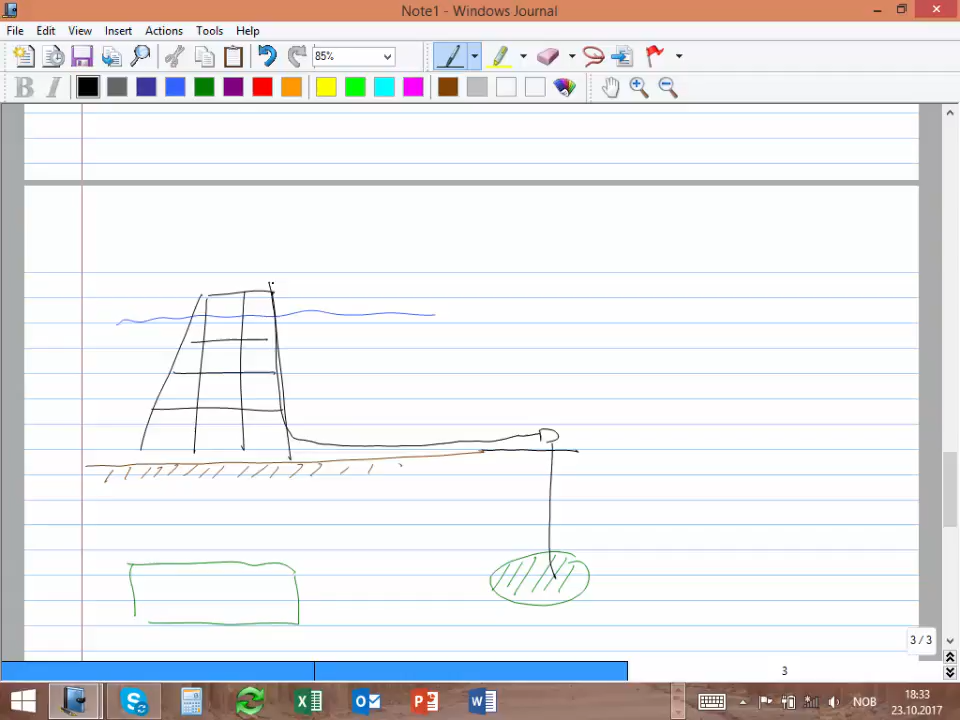 Note1 - Windows Journal
File Edit View Insert Actions Tools Help
85%
B I
3 / 3
3
NOB
18:33
23.10.2017